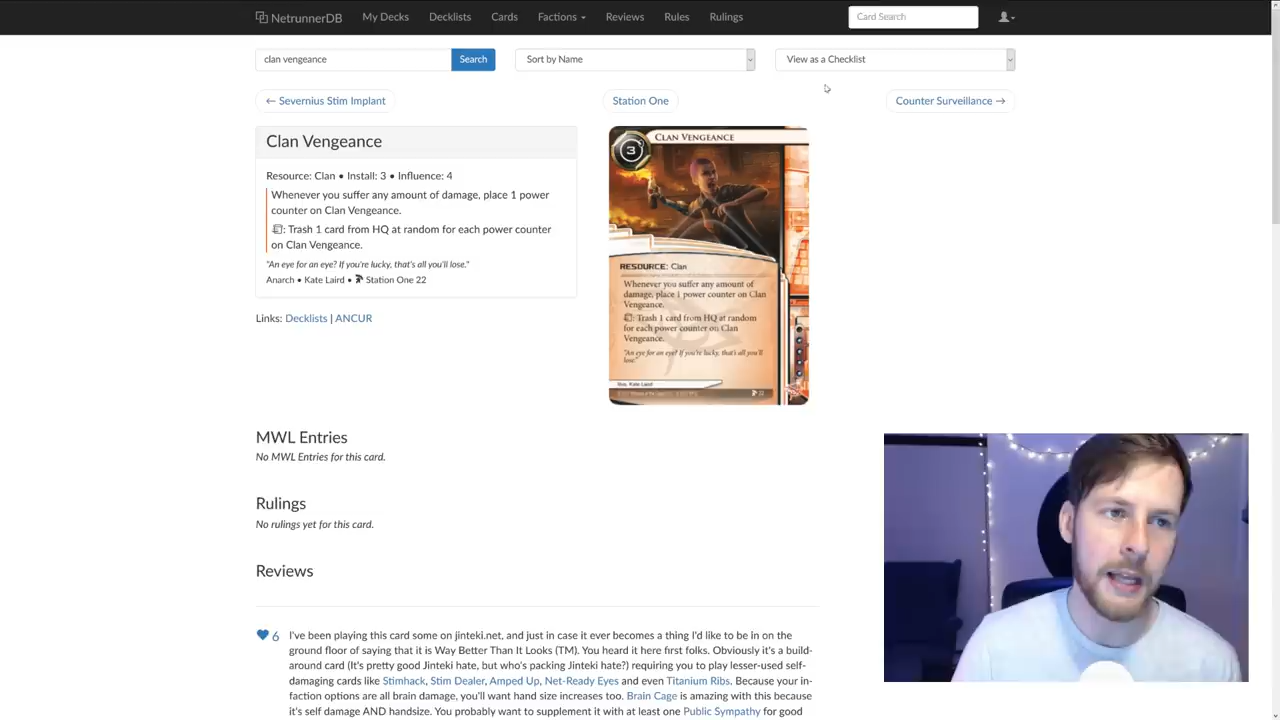 NetrunnerDB My Decks Decklists Cards Factions Reviews Rules Rulings Card Search
clan vengeance Search Sort by Name View as a Checklist
← Severnius Stim Implant Station One Counter Surveillance →
Clan Vengeance
Resource: Clan • Install: 3 • Influence: 4
Whenever you suffer any amount of damage, place 1 power
counter on Clan Vengeance.
: Trash 1 card from HQ at random for each power counter
on Clan Vengeance.
"An eye for an eye? If you're lucky, that's all you'll lose."
Anarch • Kate Laird • Station One 22
Links: Decklists | ANCUR
3 CLAN VENGEANCE
RESOURCE: Clan
Whenever you suffer any amount of
damage, place 1 power counter on Clan
Vengeance.
: Trash 1 card from HQ at random
for each power counter on Clan
Vengeance.
"An eye for an eye? If you're lucky, that's all you'll
lose."
Illus. Kate Laird
22
MWL Entries
No MWL Entries for this card.
Rulings
No rulings yet for this card.
Reviews
6 I've been playing this card some on jinteki.net, and just in case it ever becomes a thing I'd like to be in on the
ground floor of saying that it is Way Better Than It Looks (TM). You heard it here first folks. Obviously it's a build-
around card (It's pretty good Jinteki hate, but who's packing Jinteki hate?) requiring you to play lesser-used self-
damaging cards like Stimhack, Stim Dealer, Amped Up, Net-Ready Eyes and even Titanium Ribs. Because your in-
faction options are all brain damage, you'll want hand size increases too. Brain Cage is amazing with this because
it's self damage AND handsize. You probably want to supplement it with at least one Public Sympathy for good